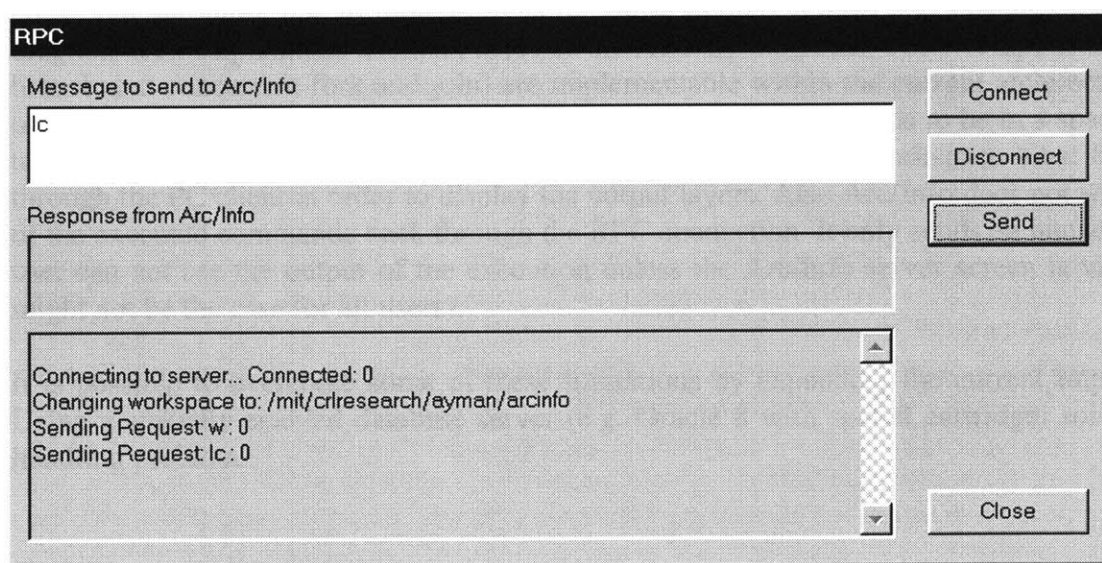 RPC
Message to send to Arc/Info
lc
Response from Arc/Info
Connecting to server... Connected: 0
Changing workspace to: /mit/crlresearch/ayman/arcinfo
Sending Request: w : 0
Sending Request: lc : 0
Connect
Disconnect
Send
Close